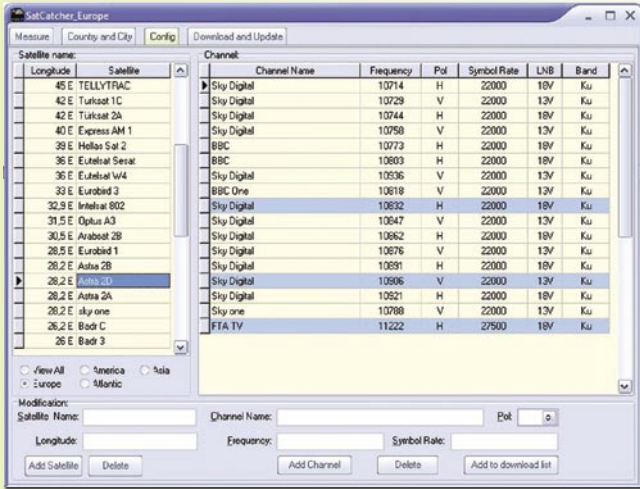 SatCatcher_Europe
Measure Country and City Config Download and Update
Satellite name:
Longitude Satellite
45 E TELLYTRAC
42 E Turksat 1C
42 E Türksat 2A
40 E Express AM 1
39 E Hellas Sat 2
36 E Eutelsat Sesat
36 E Eutelsat W4
33 E Eurobird 3
32,9 E Intelsat 802
31,5 E Optus A3
30,5 E Arabsat 2B
28,5 E Eurobird 1
28,2 E Astra 2B
28,2 E Astra 2D
28,2 E Astra 2A
28,2 E sky one
26,2 E Badr C
26 E Badr 3
View All America Asia
Europe Atlantic
Channel:
Channel Name Frequency Pol Symbol Rate LNB Band
Sky Digital 10714 H 22000 18V Ku
Sky Digital 10729 V 22000 13V Ku
Sky Digital 10744 H 22000 18V Ku
Sky Digital 10758 V 22000 13V Ku
BBC 10773 H 22000 18V Ku
BBC 10803 H 22000 18V Ku
Sky Digital 10936 V 22000 13V Ku
BBC One 10818 V 22000 13V Ku
Sky Digital 10832 H 22000 18V Ku
Sky Digital 10847 V 22000 13V Ku
Sky Digital 10862 H 22000 18V Ku
Sky Digital 10876 V 22000 13V Ku
Sky Digital 10891 H 22000 18V Ku
Sky Digital 10906 V 22000 13V Ku
Sky Digital 10921 H 22000 18V Ku
Sky one 10788 V 22000 13V Ku
FTA TV 11222 H 27500 18V Ku
Modification:
Satellite Name: Channel Name: Pol:
Longitude: Frequency: Symbol Rate:
Add Satellite Delete Add Channel Delete Add to download list